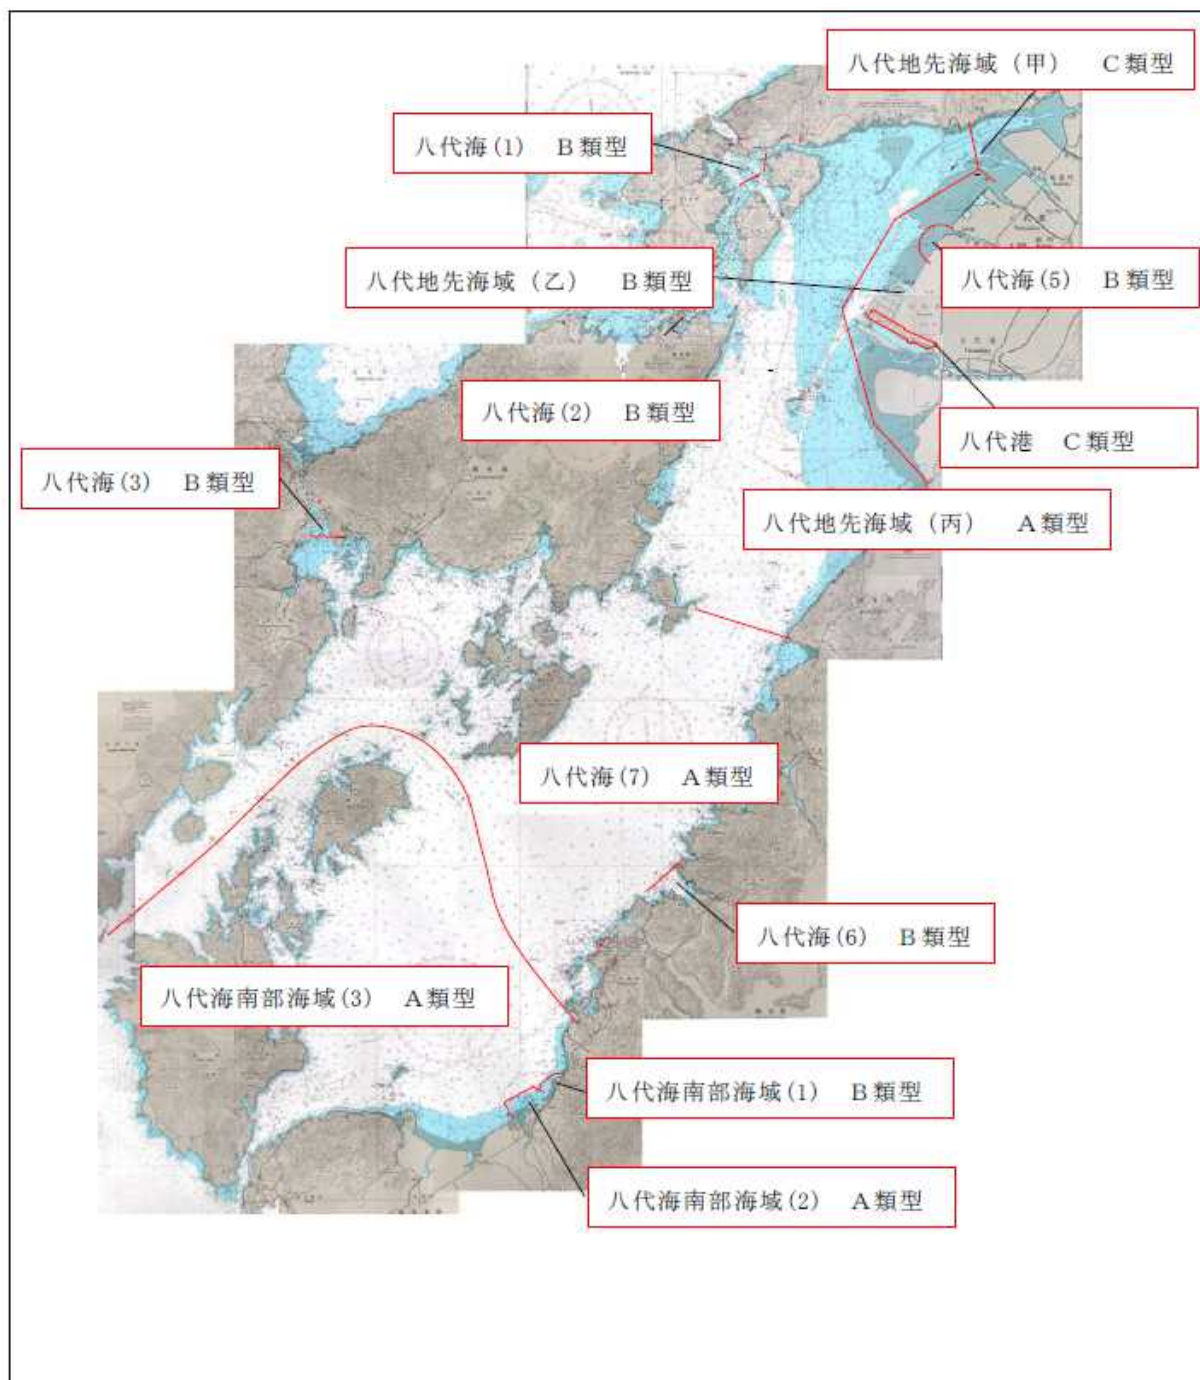 八代地先海域（甲）　C類型
八代海(1)　B類型
八代地先海域（乙）　B類型
八代海(5)　B類型
八代海(2)　B類型
八代港　C類型
八代海(3)　B類型
八代地先海域（丙）　A類型
八代海(7)　A類型
八代海(6)　B類型
八代海南部海域(3)　A類型
八代海南部海域(1)　B類型
八代海南部海域(2)　A類型